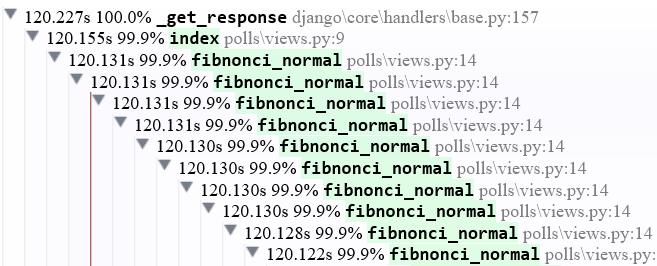 120.227s 100.0% _get_response django\core\handlers\base.py:157
120.155s 99.9% index polls\views.py:9
120.131s 99.9% fibnonci_normal polls\views.py:14
120.131s 99.9% fibnonci_normal polls\views.py:14
120.131s 99.9% fibnonci_normal polls\views.py:14
120.131s 99.9% fibnonci_normal polls\views.py:14
120.130s 99.9% fibnonci_normal polls\views.py:14
120.130s 99.9% fibnonci_normal polls\views.py:14
120.130s 99.9% fibnonci_normal polls\views.py:14
120.130s 99.9% fibnonci_normal polls\views.py:14
120.128s 99.9% fibnonci_normal polls\views.py:14
120.122s 99.9% fibnonci_normal polls\views.py: